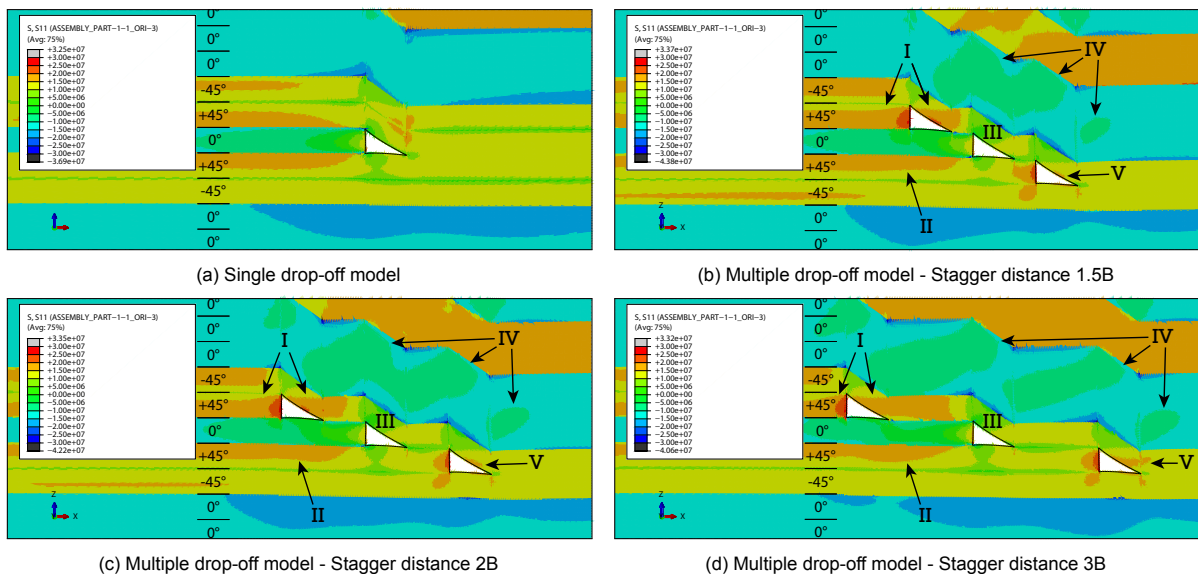 S, S11 (ASSEMBLY_PART-1-1_ORI-3)
(Avg: 75%)
+3.25e+07
+3.00e+07
+2.50e+07
+2.00e+07
+1.50e+07
+1.00e+07
+5.00e+06
+0.00e+00
-5.00e+06
-1.00e+07
-1.50e+07
-2.00e+07
-2.50e+07
-3.00e+07
-3.69e+07
0°
0°
0°
-45°
+45°
0°
+45°
-45°
0°
0°
(a) Single drop-off model
S, S11 (ASSEMBLY_PART-1-1_ORI-3)
(Avg: 75%)
+3.37e+07
+3.00e+07
+2.50e+07
+2.00e+07
+1.50e+07
+1.00e+07
+5.00e+06
+0.00e+00
-5.00e+06
-1.00e+07
-1.50e+07
-2.00e+07
-2.50e+07
-3.00e+07
-4.38e+07
Z
X
0°
0°
0°
-45°
+45°
0°
+45°
-45°
0°
0°
I
IV
III
V
II
(b) Multiple drop-off model - Stagger distance 1.5B
S, S11 (ASSEMBLY_PART-1-1_ORI-3)
(Avg: 75%)
+3.35e+07
+3.00e+07
+2.50e+07
+2.00e+07
+1.50e+07
+1.00e+07
+5.00e+06
+0.00e+00
-5.00e+06
-1.00e+07
-1.50e+07
-2.00e+07
-2.50e+07
-3.00e+07
-4.22e+07
Z
X
0°
0°
0°
-45°
+45°
0°
+45°
-45°
0°
0°
I
IV
III
V
II
(c) Multiple drop-off model - Stagger distance 2B
S, S11 (ASSEMBLY_PART-1-1_ORI-3)
(Avg: 75%)
+3.32e+07
+3.00e+07
+2.50e+07
+2.00e+07
+1.50e+07
+1.00e+07
+5.00e+06
+0.00e+00
-5.00e+06
-1.00e+07
-1.50e+07
-2.00e+07
-2.50e+07
-3.00e+07
-4.06e+07
Z
X
0°
0°
0°
-45°
+45°
0°
+45°
-45°
0°
0°
I
IV
III
V
II
(d) Multiple drop-off model - Stagger distance 3B